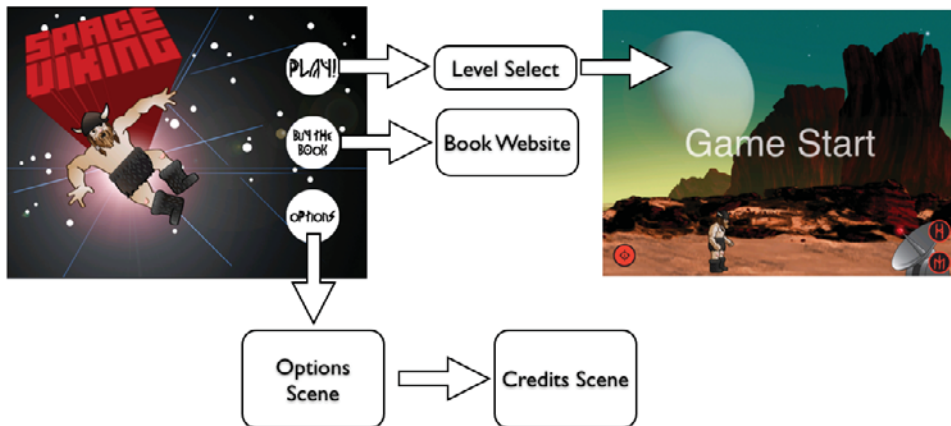 SPACE
VIKING
PLAY!
BUY THE
BOOK
OPTIONS
Level Select
Book Website
Game Start
Options
Scene
Credits Scene